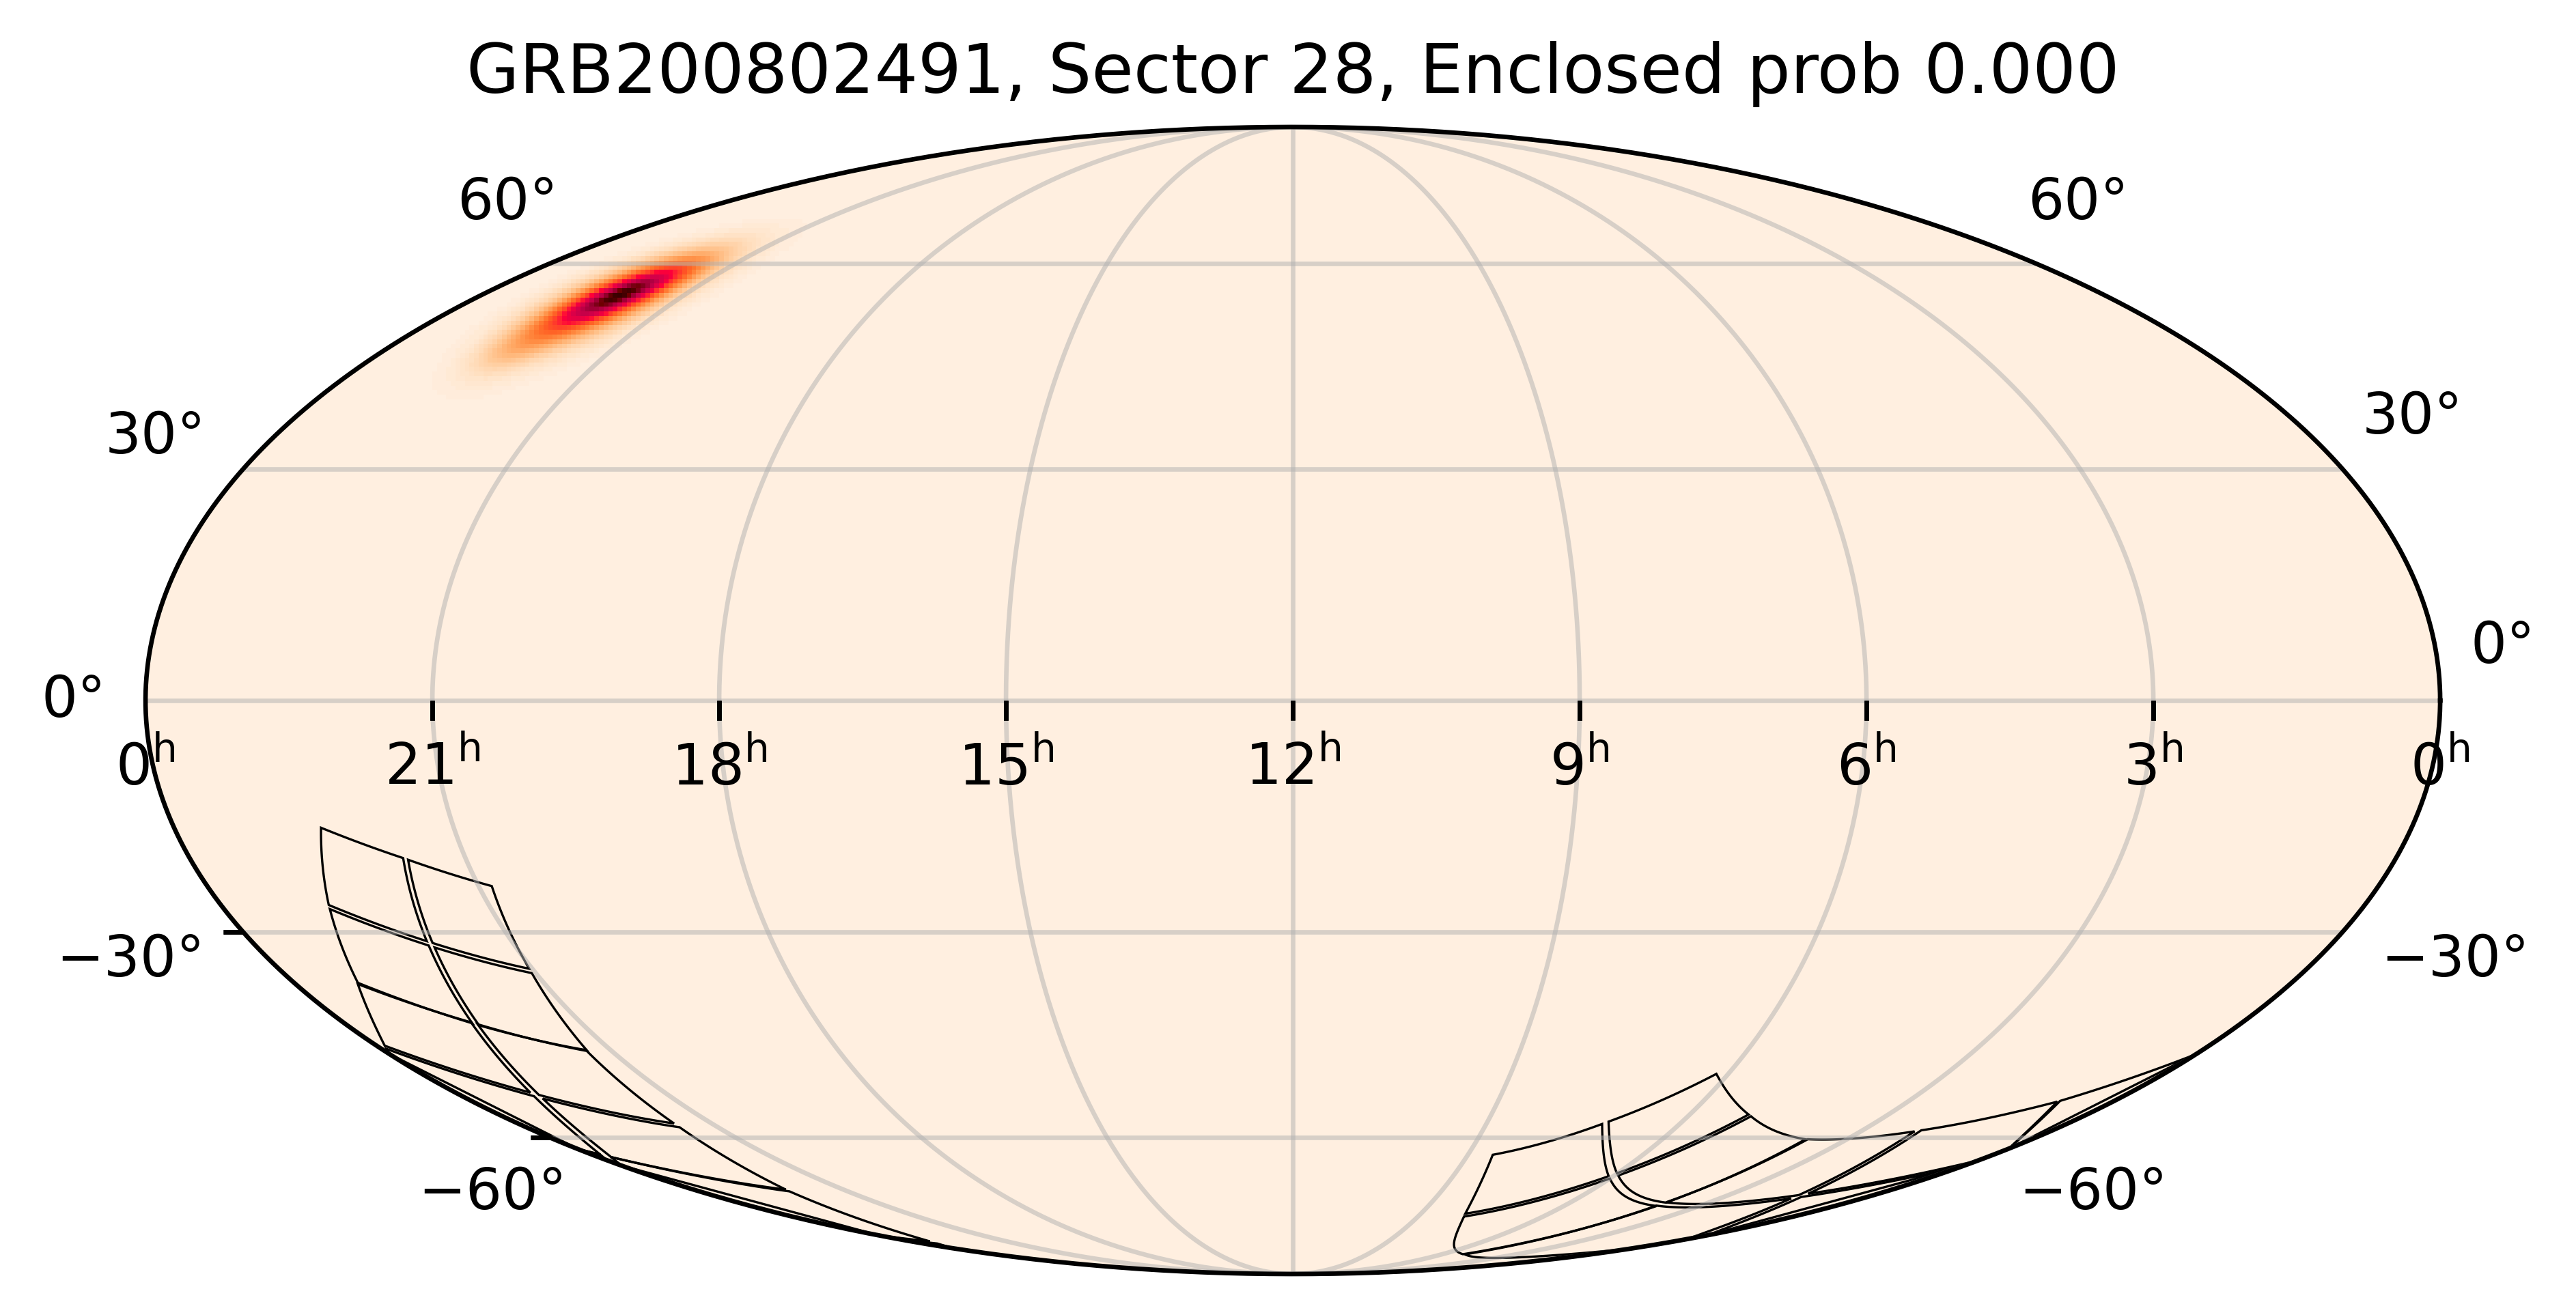 GRB200802491, Sector 28, Enclosed prob 0.000
60° 60°
30° 30°
0° 0°
0ʰ 21ʰ 18ʰ 15ʰ 12ʰ 9ʰ 6ʰ 3ʰ 0ʰ
−30° −30°
−60° −60°